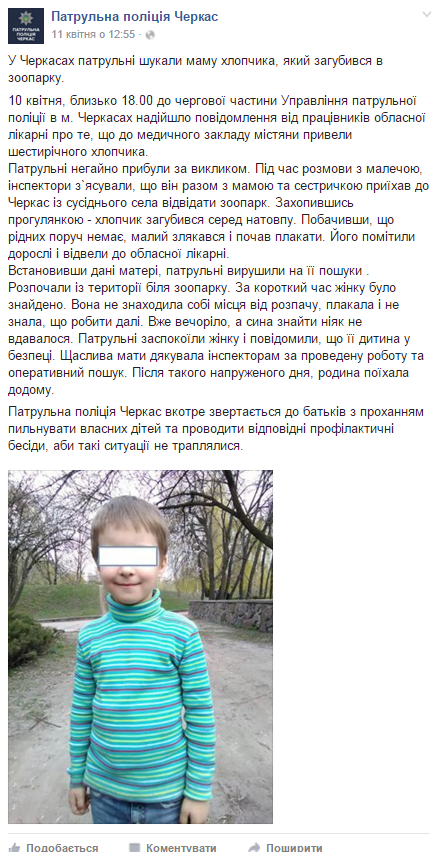 Патрульна поліція Черкас
11 квітня о 12:55 ·
ПАТРУЛЬНА
ПОЛІЦІЯ
ЧЕРКАС
У Черкасах патрульні шукали маму хлопчика, який загубився в
зоопарку.
10 квітня, близько 18.00 до чергової частини Управління патрульної
поліції в м. Черкасах надійшло повідомлення від працівників обласної
лікарні про те, що до медичного закладу містяни привели
шестирічного хлопчика.
Патрульні негайно прибули за викликом. Під час розмови з малечою,
інспектори з`ясували, що він разом з мамою та сестричкою приїхав до
Черкас із сусіднього села відвідати зоопарк. Захопившись
прогулянкою - хлопчик загубився серед натовпу. Побачивши, що
рідних поруч немає, малий злякався і почав плакати. Його помітили
дорослі і відвели до обласної лікарні.
Встановивши дані матері, патрульні вирушили на її пошуки .
Розпочали із території біля зоопарку. За короткий час жінку було
знайдено. Вона не знаходила собі місця від розпачу, плакала і не
знала, що робити далі. Вже вечоріло, а сина знайти ніяк не
вдавалося. Патрульні заспокоїли жінку і повідомили, що її дитина у
безпеці. Щаслива мати дякувала інспекторам за проведену роботу та
оперативний пошук. Після такого напруженого дня, родина поїхала
додому.
Патрульна поліція Черкас вкотре звертається до батьків з проханням
пильнувати власних дітей та проводити відповідні профілактичні
бесіди, аби такі ситуації не траплялися.
Подобається Коментувати Поширити